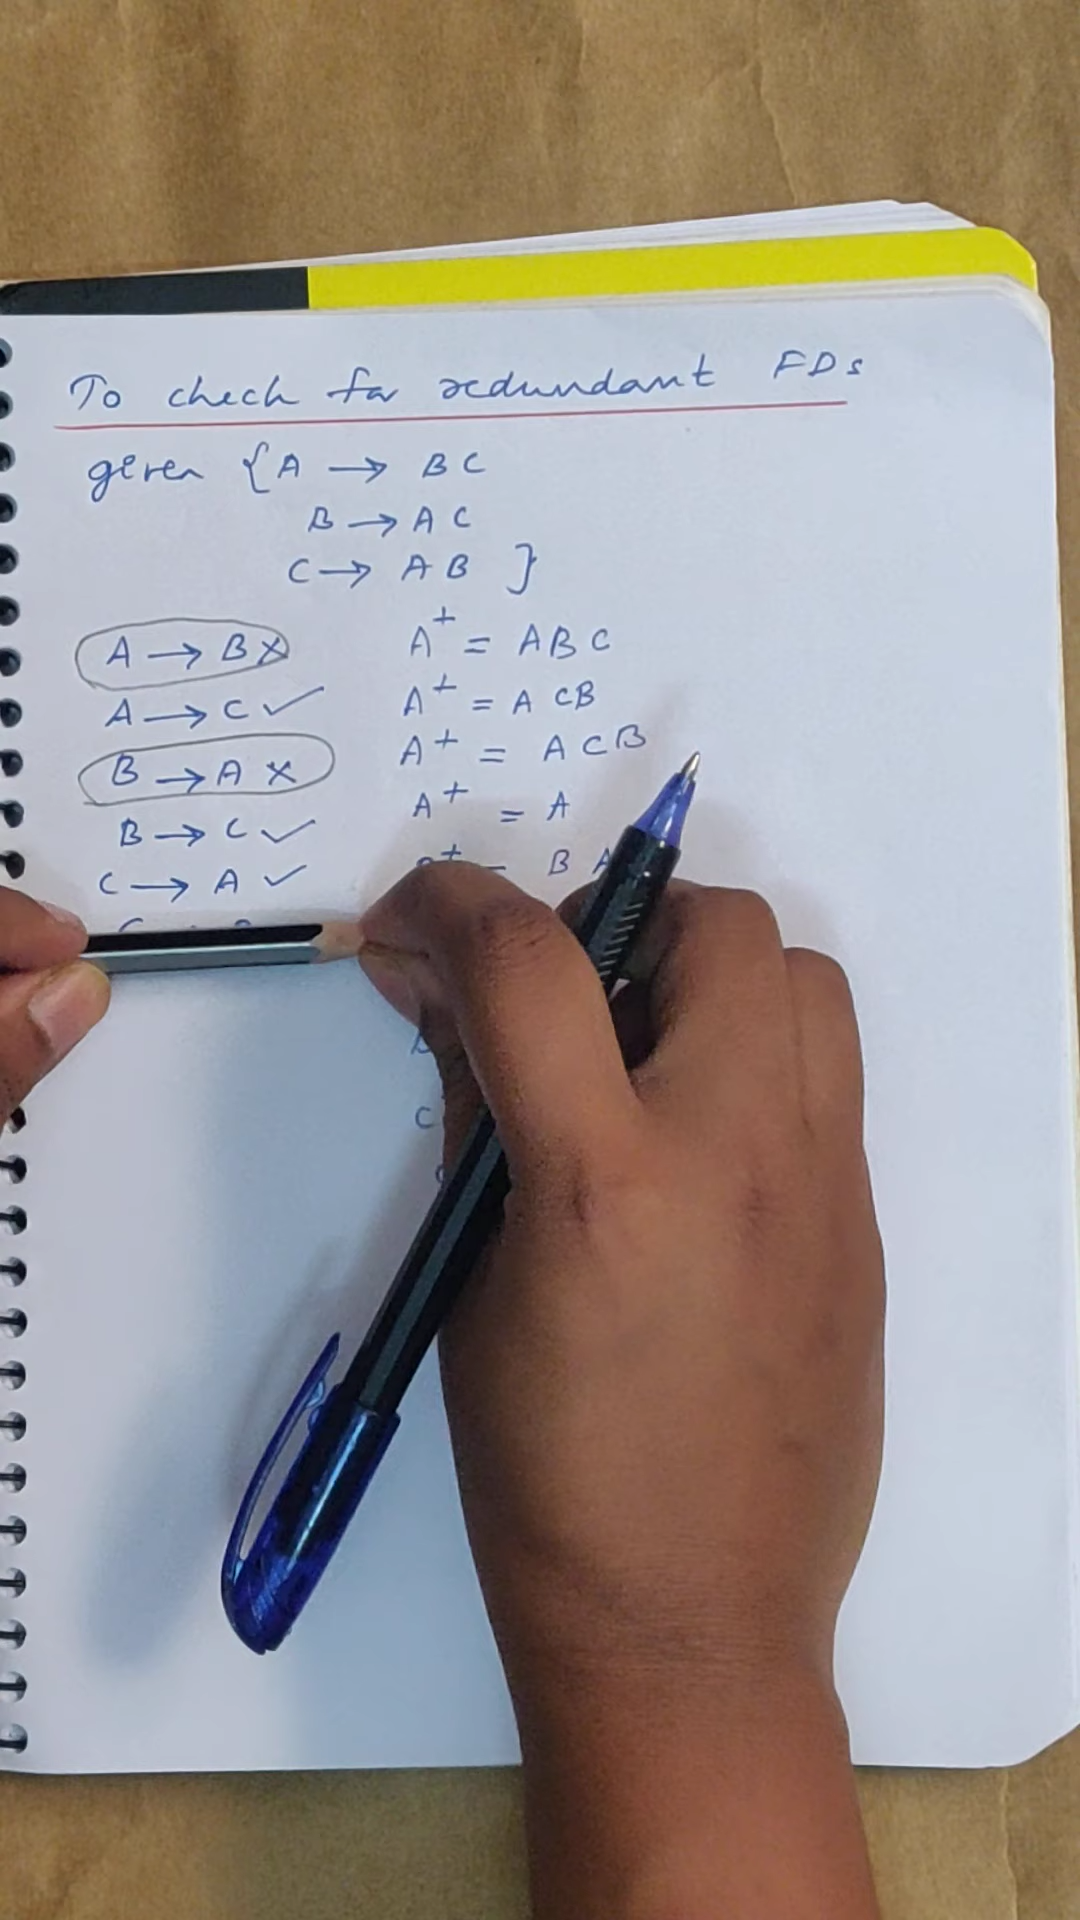 To check for redundant FDs
given {A → BC
B → AC
C → AB }
A → B ✗ A⁺ = ABC
A → C ✓ A⁺ = ACB
B → A ✗ A⁺ = ACB
B → C ✓ A⁺ = A
C → A ✓ B A
C